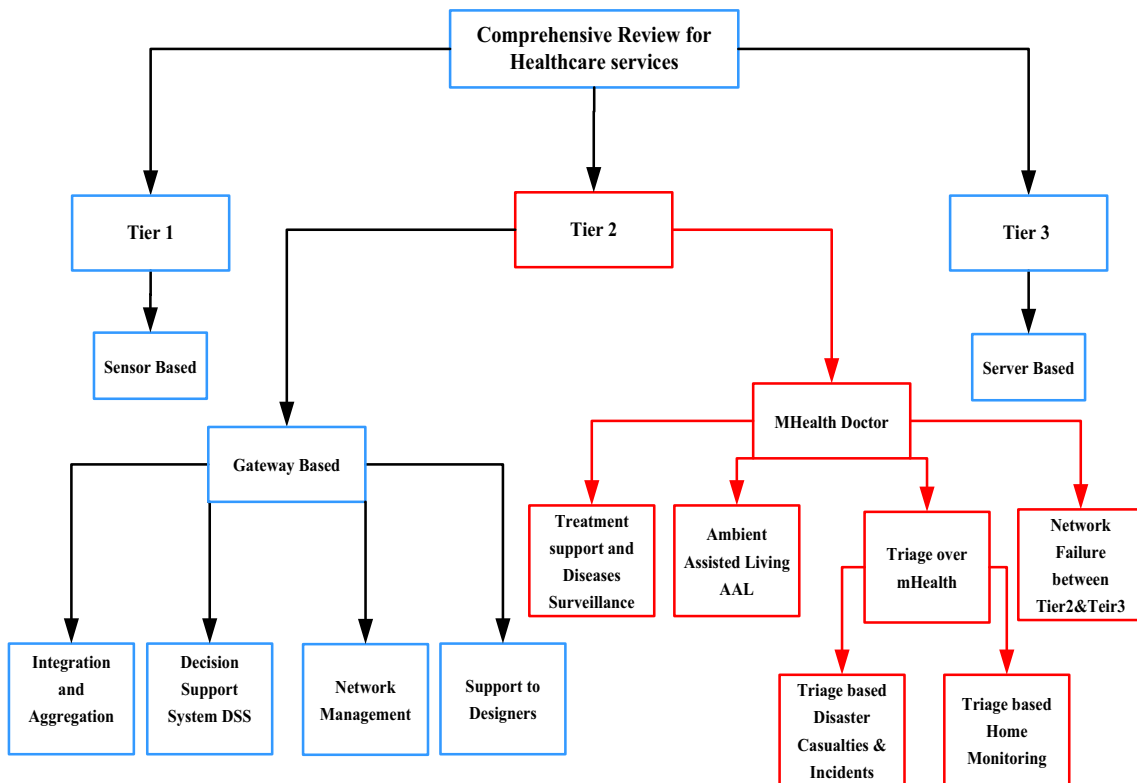 Comprehensive Review for
Healthcare services
Tier 1
Tier 2
Tier 3
Sensor Based
Server Based
MHealth Doctor
Gateway Based
Treatment
support and
Diseases
Surveillance
Ambient
Assisted Living
AAL
Triage over
mHealth
Network
Failure
between
Tier2&Teir3
Integration
and
Aggregation
Decision
Support
System DSS
Network
Management
Support to
Designers
Triage based
Disaster
Casualties &
Incidents
Triage based
Home
Monitoring